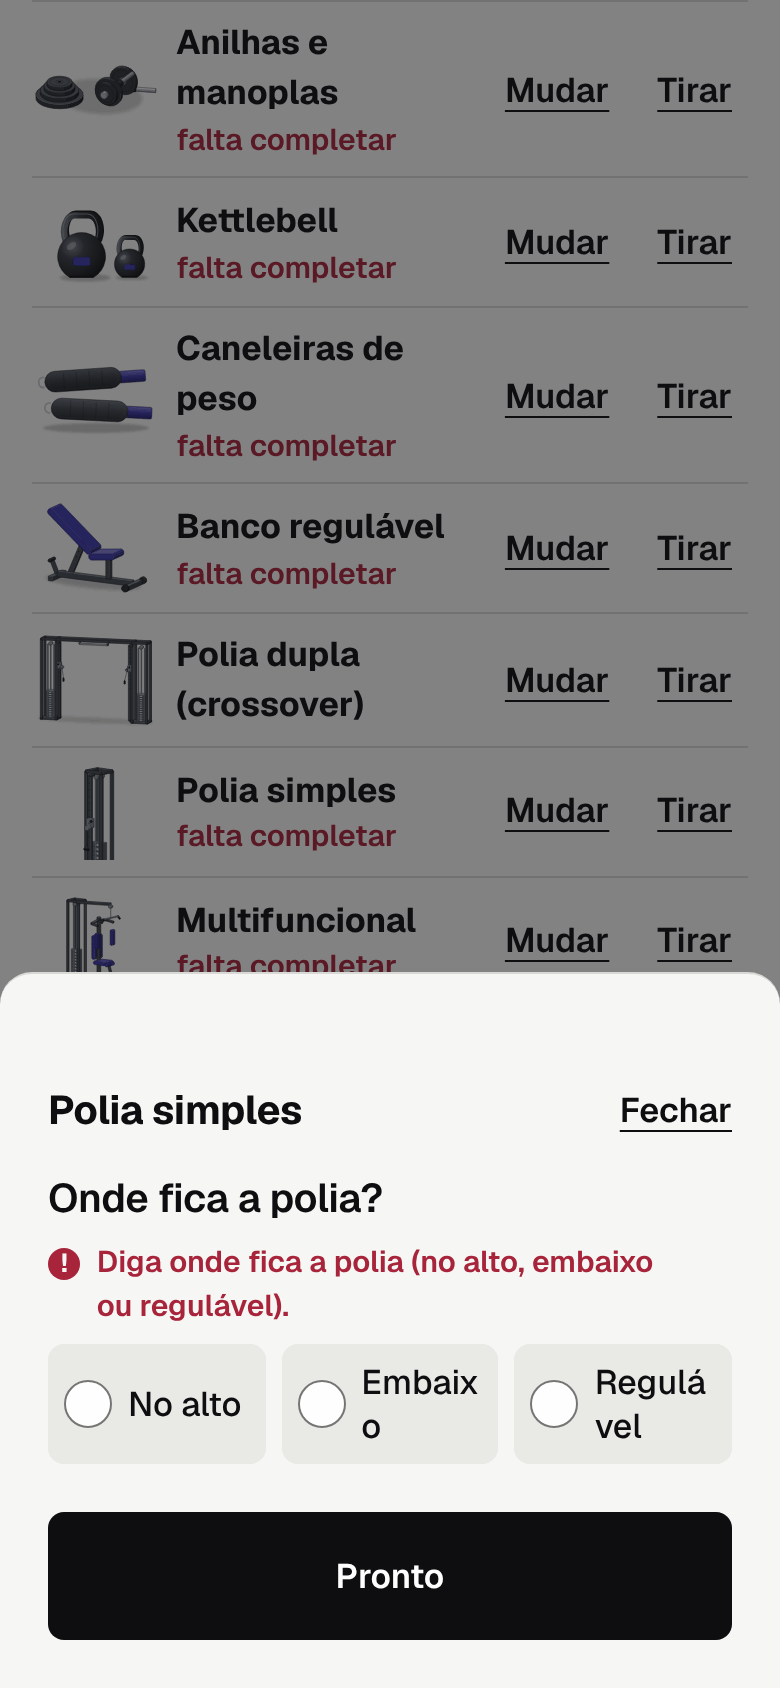 Anilhas e
manoplas
falta completar
Mudar
Tirar
Kettlebell
falta completar
Mudar
Tirar
Caneleiras de
peso
falta completar
Mudar
Tirar
Banco regulável
falta completar
Mudar
Tirar
Polia dupla
(crossover)
Mudar
Tirar
Polia simples
falta completar
Mudar
Tirar
Multifuncional
falta completar
Mudar
Tirar
Polia simples
Fechar
Onde fica a polia?
Diga onde fica a polia (no alto, embaixo
ou regulável).
No alto
Embaix
o
Regulá
vel
Pronto